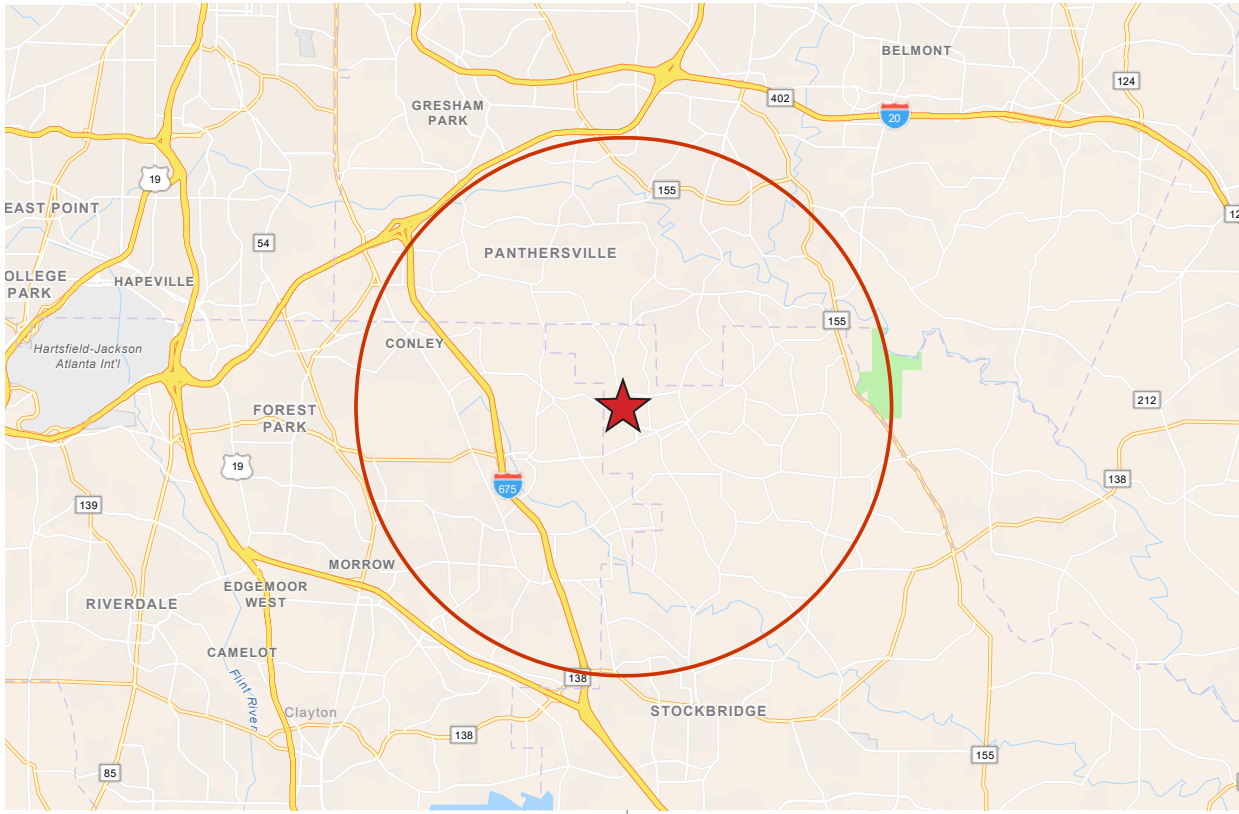 BELMONT
124
402
GRESHAM
PARK
20
19
155
EAST POINT
54
PANTHERSVILLE
OLLEGE
PARK
HAPEVILLE
155
CONLEY
Hartsfield-Jackson
Atlanta Int'l
212
FOREST
PARK
19
138
675
139
MORROW
EDGEMOOR
WEST
RIVERDALE
CAMELOT
138
Flint River
STOCKBRIDGE
Clayton
138
155
85